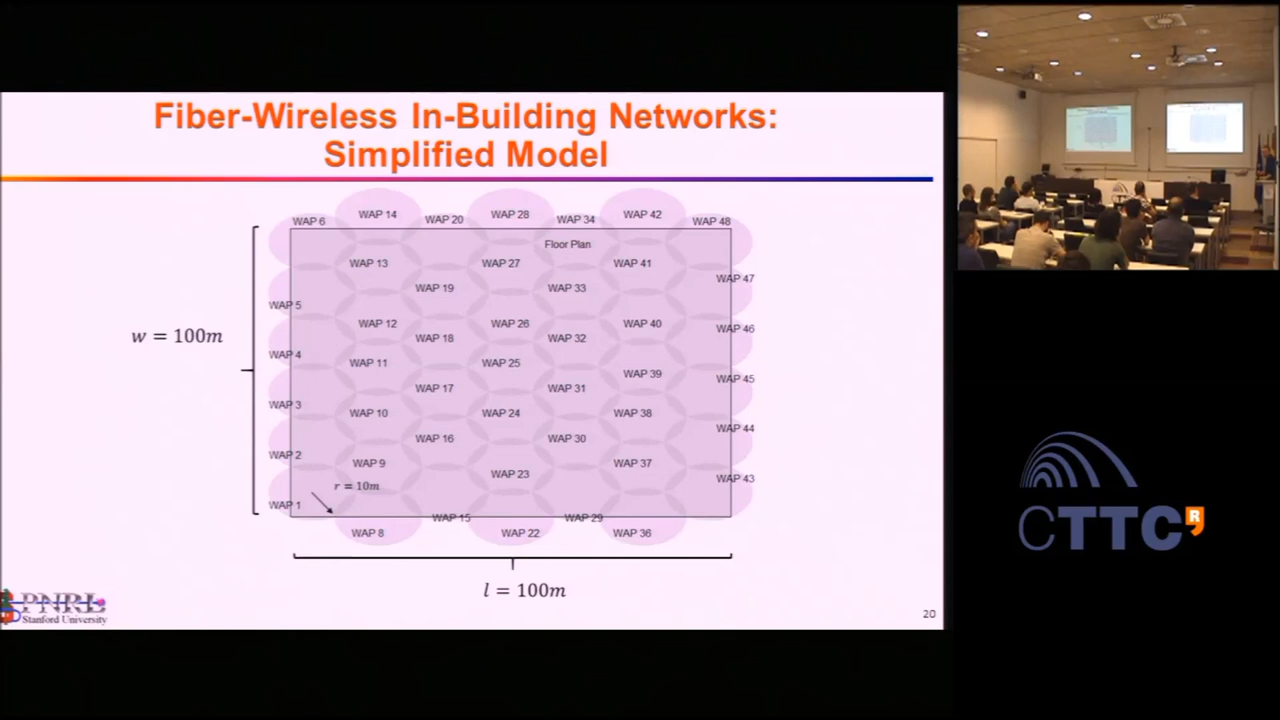 Fiber-Wireless In-Building Networks:
Simplified Model
WAP 6
WAP 14
WAP 20
WAP 28
WAP 34
WAP 42
WAP 48
Floor Plan
WAP 13
WAP 27
WAP 41
WAP 47
WAP 19
WAP 33
WAP 5
WAP 12
WAP 26
WAP 40
WAP 46
w = 100m
WAP 18
WAP 32
WAP 4
WAP 11
WAP 25
WAP 39
WAP 45
WAP 17
WAP 31
WAP 3
WAP 10
WAP 24
WAP 38
WAP 44
WAP 16
WAP 30
WAP 2
WAP 9
WAP 23
WAP 37
WAP 43
r = 10m
WAP 1
WAP 15
WAP 29
WAP 8
WAP 22
WAP 36
l = 100m
PNRL
Stanford University
20
CTTC
R